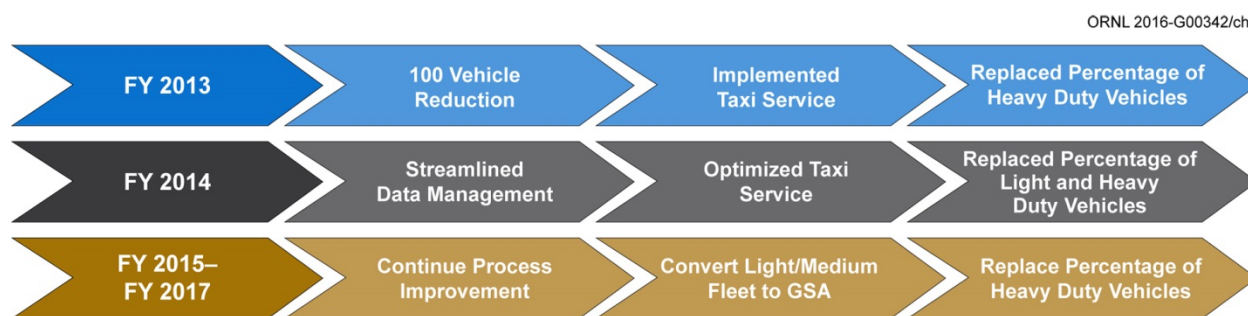 ORNL 2016-G00342/ch
FY 2013
100 Vehicle
Reduction
Implemented
Taxi Service
Replaced Percentage of
Heavy Duty Vehicles
FY 2014
Streamlined
Data Management
Optimized Taxi
Service
Replaced Percentage of
Light and Heavy
Duty Vehicles
FY 2015–
FY 2017
Continue Process
Improvement
Convert Light/Medium
Fleet to GSA
Replace Percentage of
Heavy Duty Vehicles